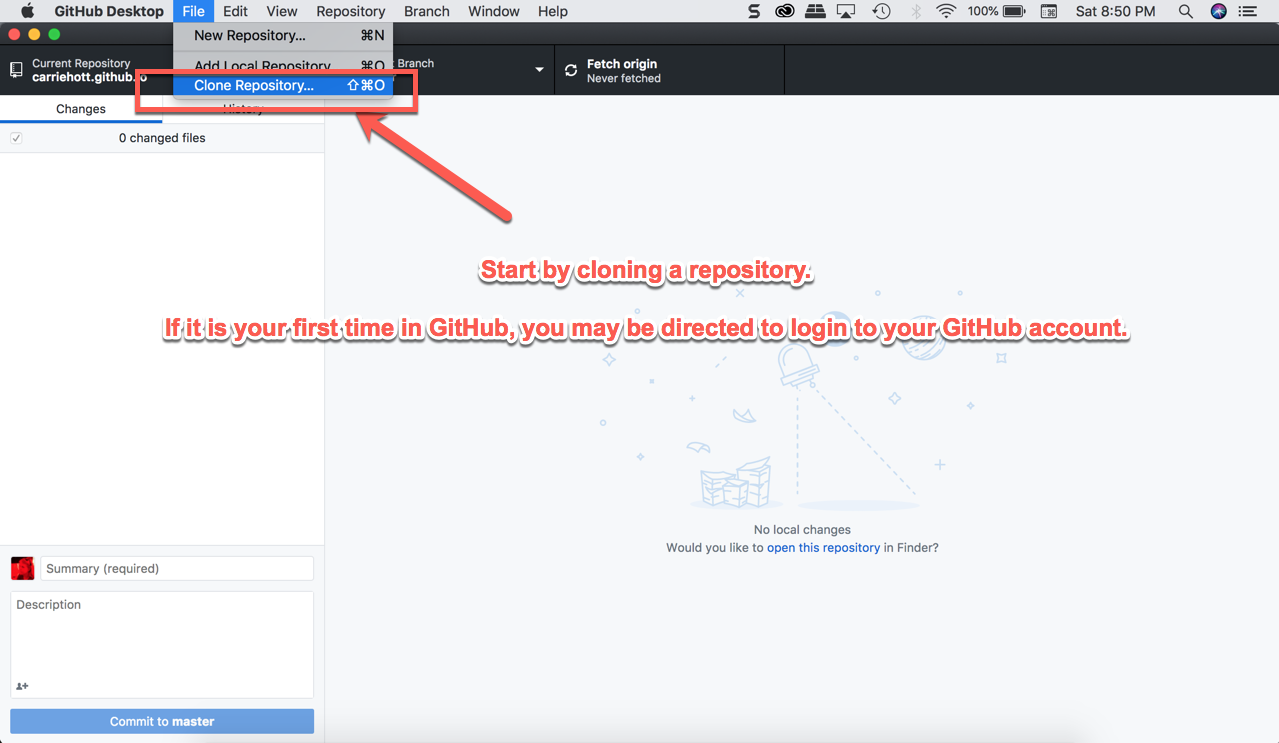 GitHub Desktop File Edit View Repository Branch Window Help 100% Sat 8:50 PM
New Repository... ⌘N
Add Local Repository ⌘O
Clone Repository... ⇧⌘O
Current Repository
carriehott.github.io
Branch
Fetch origin
Never fetched
Changes History
0 changed files
Start by cloning a repository.
If it is your first time in GitHub, you may be directed to login to your GitHub account.
No local changes
Would you like to open this repository in Finder?
Summary (required)
Description
Commit to master